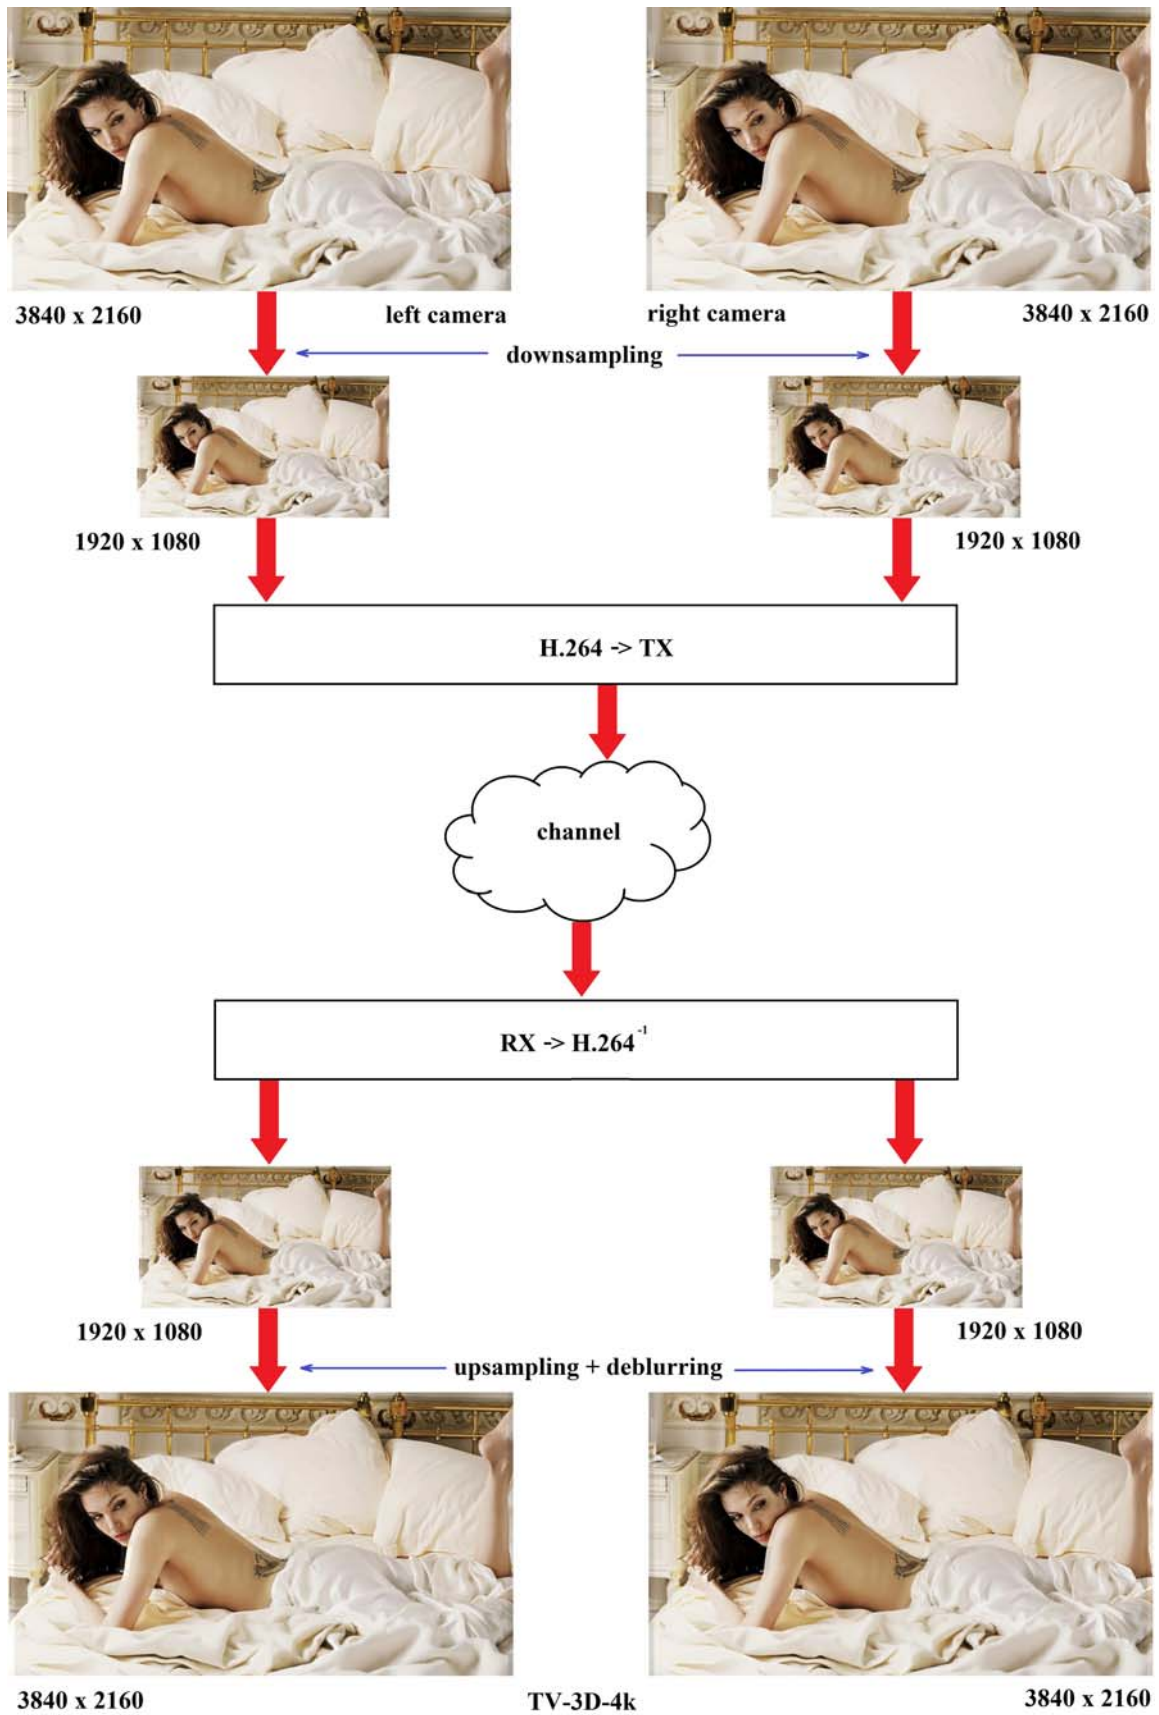 3840 x 2160
left camera
right camera
3840 x 2160
downsampling
1920 x 1080
1920 x 1080
H.264 -> TX
channel
RX -> H.264⁻¹
1920 x 1080
1920 x 1080
upsampling + deblurring
3840 x 2160
TV-3D-4k
3840 x 2160